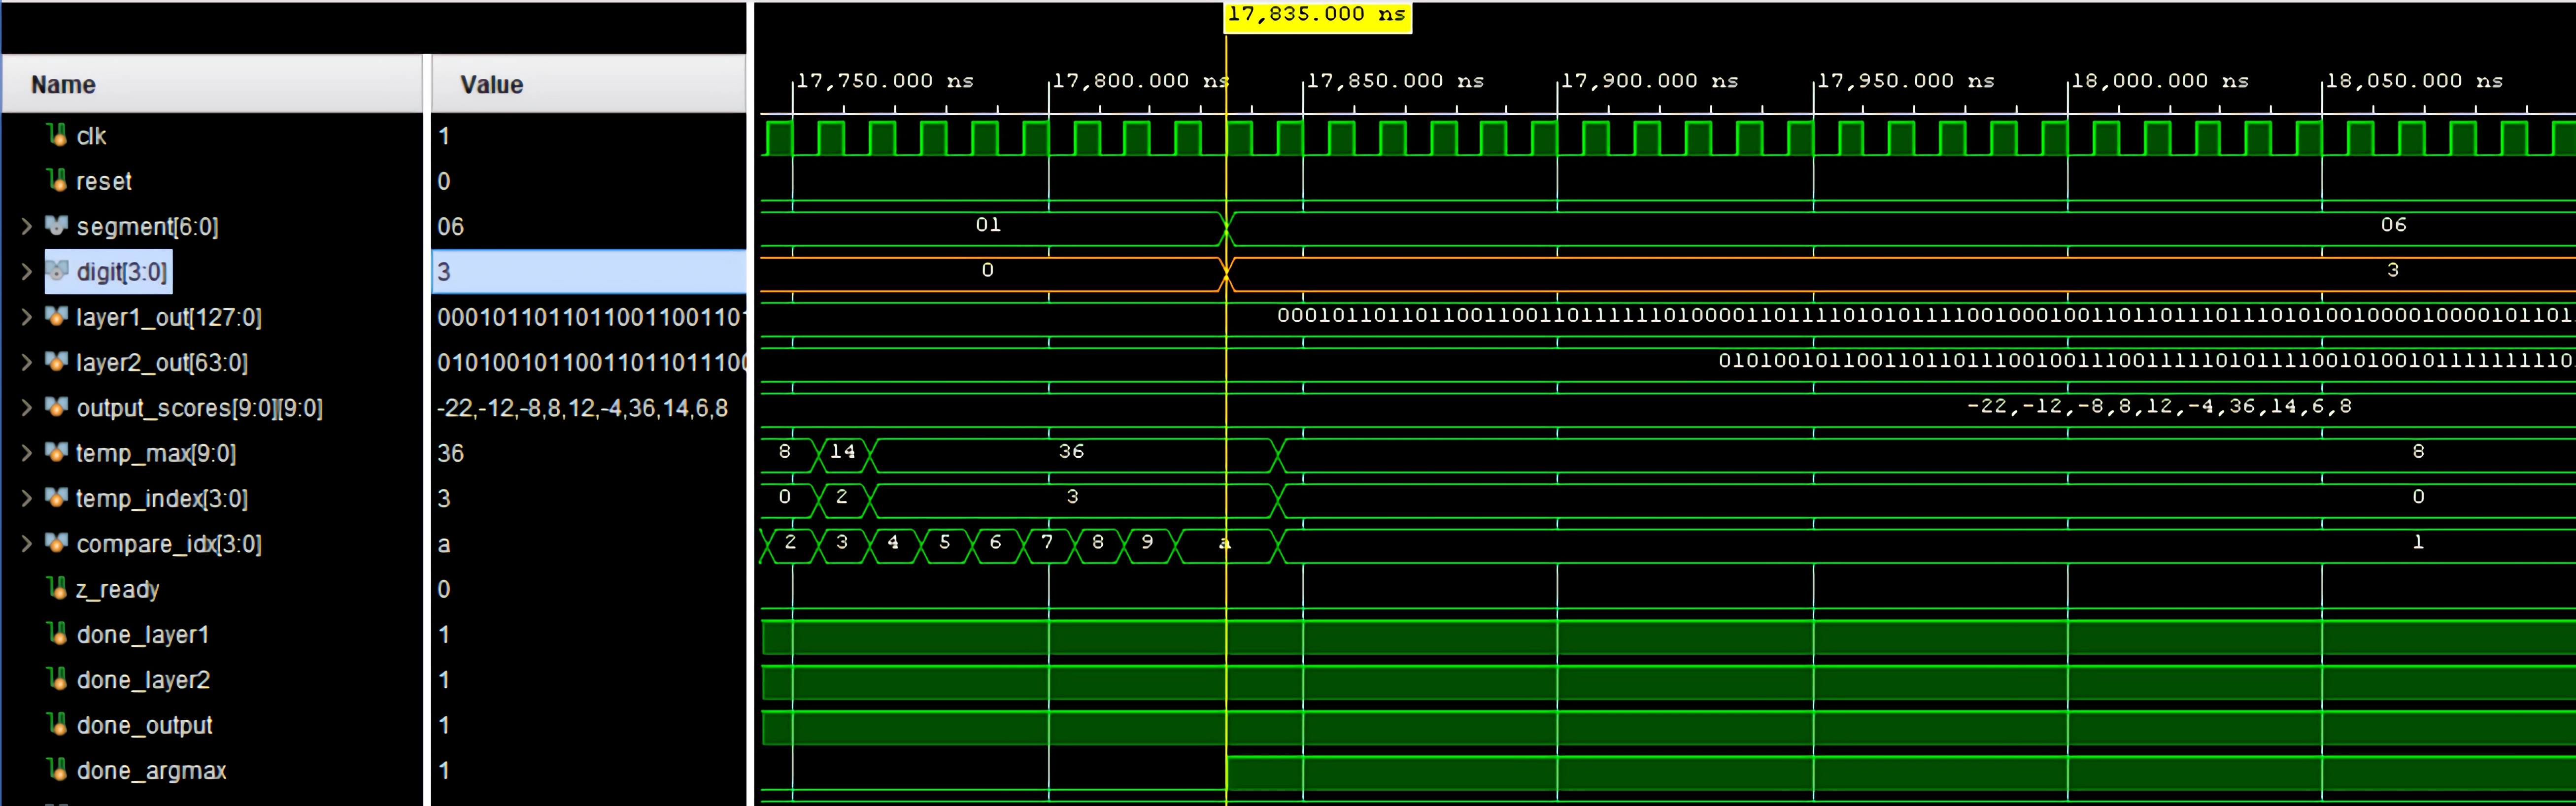 17,835.000 ns
Name Value 17,750.000 ns 17,800.000 ns 17,850.000 ns 17,900.000 ns 17,950.000 ns 18,000.000 ns 18,050.000 ns
clk 1
reset 0
segment[6:0] 06 01 06
digit[3:0] 3 0 3
layer1_out[127:0]
layer2_out[63:0]
output_scores[9:0][9:0] -22,-12,-8,8,12,-4,36,14,6,8 -22,-12,-8,8,12,-4,36,14,6,8
temp_max[9:0] 36 8 14 36 8
temp_index[3:0] 3 0 2 3 0
compare_idx[3:0] a 2 3 4 5 6 7 8 9 a 1
z_ready 0
done_layer1 1
done_layer2 1
done_output 1
done_argmax 1